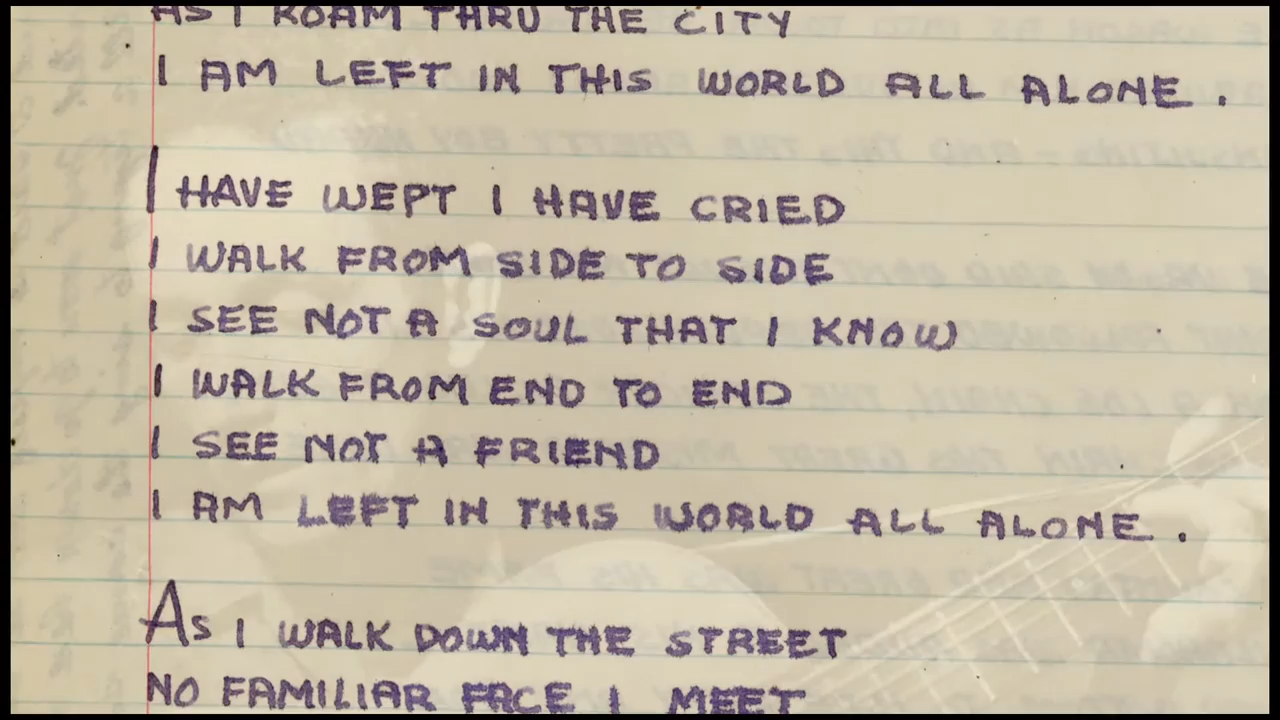 AS I ROAM THRU THE CITY
I AM LEFT IN THIS WORLD ALL ALONE.
I HAVE WEPT I HAVE CRIED
I WALK FROM SIDE TO SIDE
I SEE NOT A SOUL THAT I KNOW
I WALK FROM END TO END
I SEE NOT A FRIEND
I AM LEFT IN THIS WORLD ALL ALONE.
AS I WALK DOWN THE STREET
NO FAMILIAR FACE I MEET